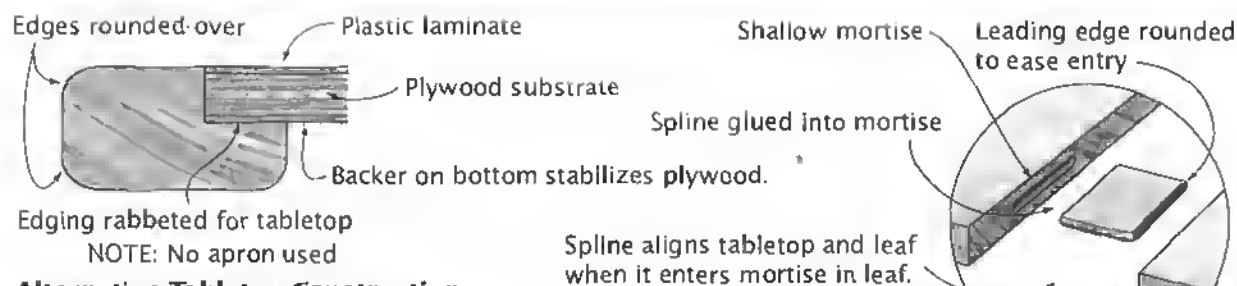 Edges rounded over
Plastic laminate
Plywood substrate
Backer on bottom stabilizes plywood.
Edging rabbeted for tabletop
NOTE: No apron used
Shallow mortise
Leading edge rounded
to ease entry
Spline glued into mortise
Spline aligns tabletop and leaf
when it enters mortise in leaf.